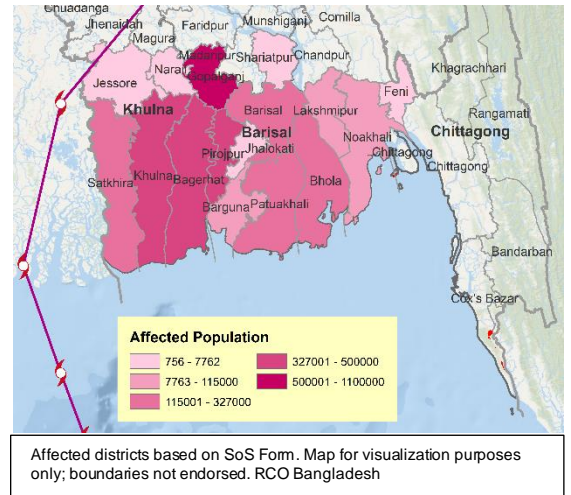 Chuadanga
Jhenaidah
Magura
Faridpur
Munshiganj
Comilla
Madaripur
Shariatpur
Chandpur
Khagrachhari
Jessore
Narail
Gopalganj
Feni
Khulna
Barisal
Lakshmipur
Rangamati
Barisal
Noakhali
Chittagong
Jhalokati
Pirojpur
Chittagong
Chittagong
Satkhira
Khulna
Bagerhat
Bhola
Barguna
Patuakhali
Bandarban
Cox's Bazar
Affected Population
756 - 7762
327001 - 500000
7763 - 115000
500001 - 1100000
115001 - 327000
Affected districts based on SoS Form. Map for visualization purposes
only; boundaries not endorsed. RCO Bangladesh